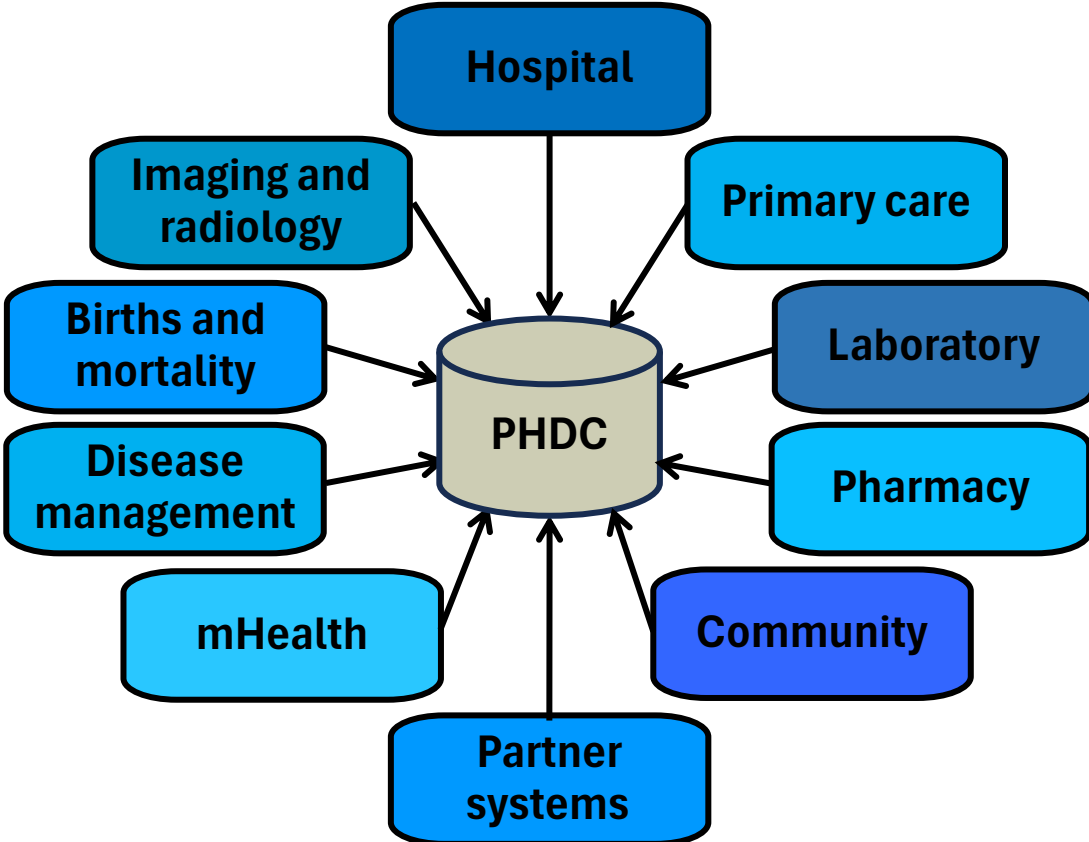 Hospital
Imaging and
radiology
Primary care
Births and
mortality
Laboratory
PHDC
Disease
management
Pharmacy
mHealth
Community
Partner
systems